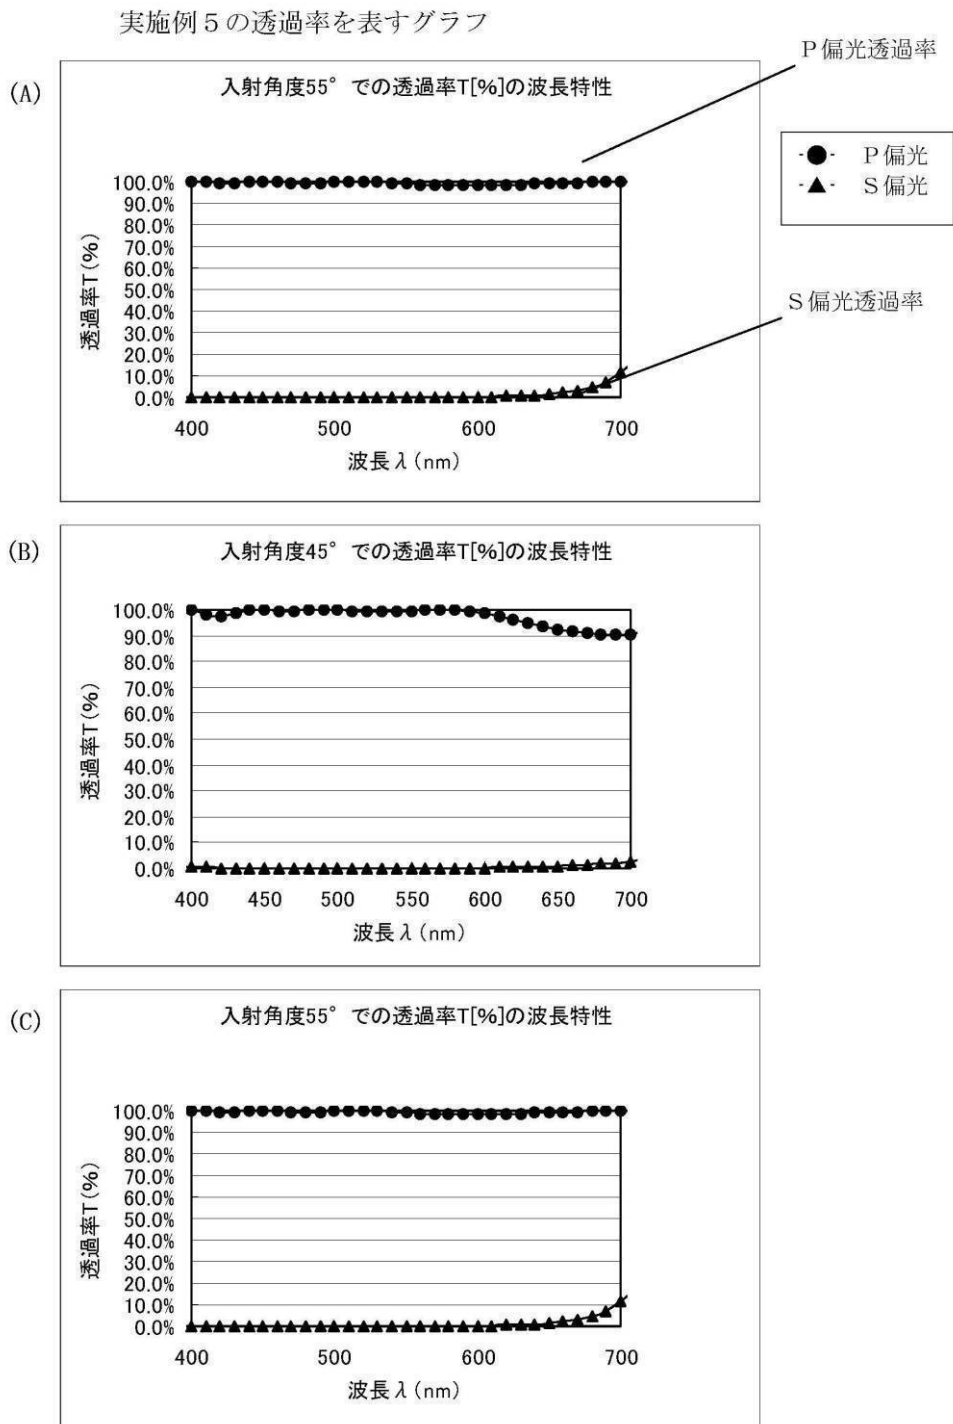 実施例５の透過率を表すグラフ
(A)
入射角度55° での透過率T[%]の波長特性
Ｐ偏光透過率
-●- Ｐ偏光
-▲- Ｓ偏光
Ｓ偏光透過率
透過率T(%)
100.0%
90.0%
80.0%
70.0%
60.0%
50.0%
40.0%
30.0%
20.0%
10.0%
0.0%
400 500 600 700
波長λ(nm)
(B)
入射角度45° での透過率T[%]の波長特性
透過率T(%)
100.0%
90.0%
80.0%
70.0%
60.0%
50.0%
40.0%
30.0%
20.0%
10.0%
0.0%
400 450 500 550 600 650 700
波長λ(nm)
(C)
入射角度55° での透過率T[%]の波長特性
透過率T(%)
100.0%
90.0%
80.0%
70.0%
60.0%
50.0%
40.0%
30.0%
20.0%
10.0%
0.0%
400 500 600 700
波長λ(nm)